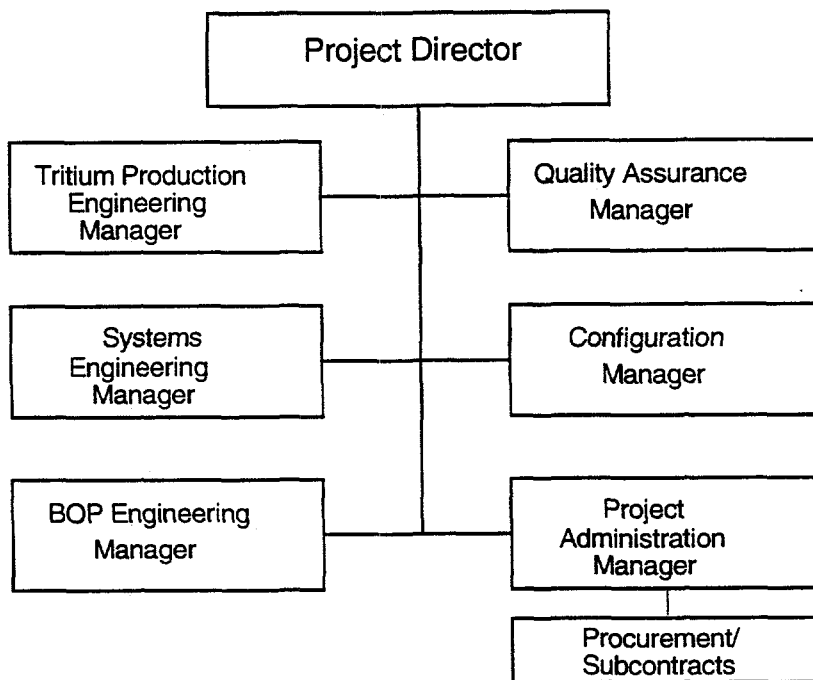 Project Director
Tritium Production
Engineering
Manager
Quality Assurance
Manager
Systems
Engineering
Manager
Configuration
Manager
BOP Engineering
Manager
Project
Administration
Manager
Procurement/
Subcontracts